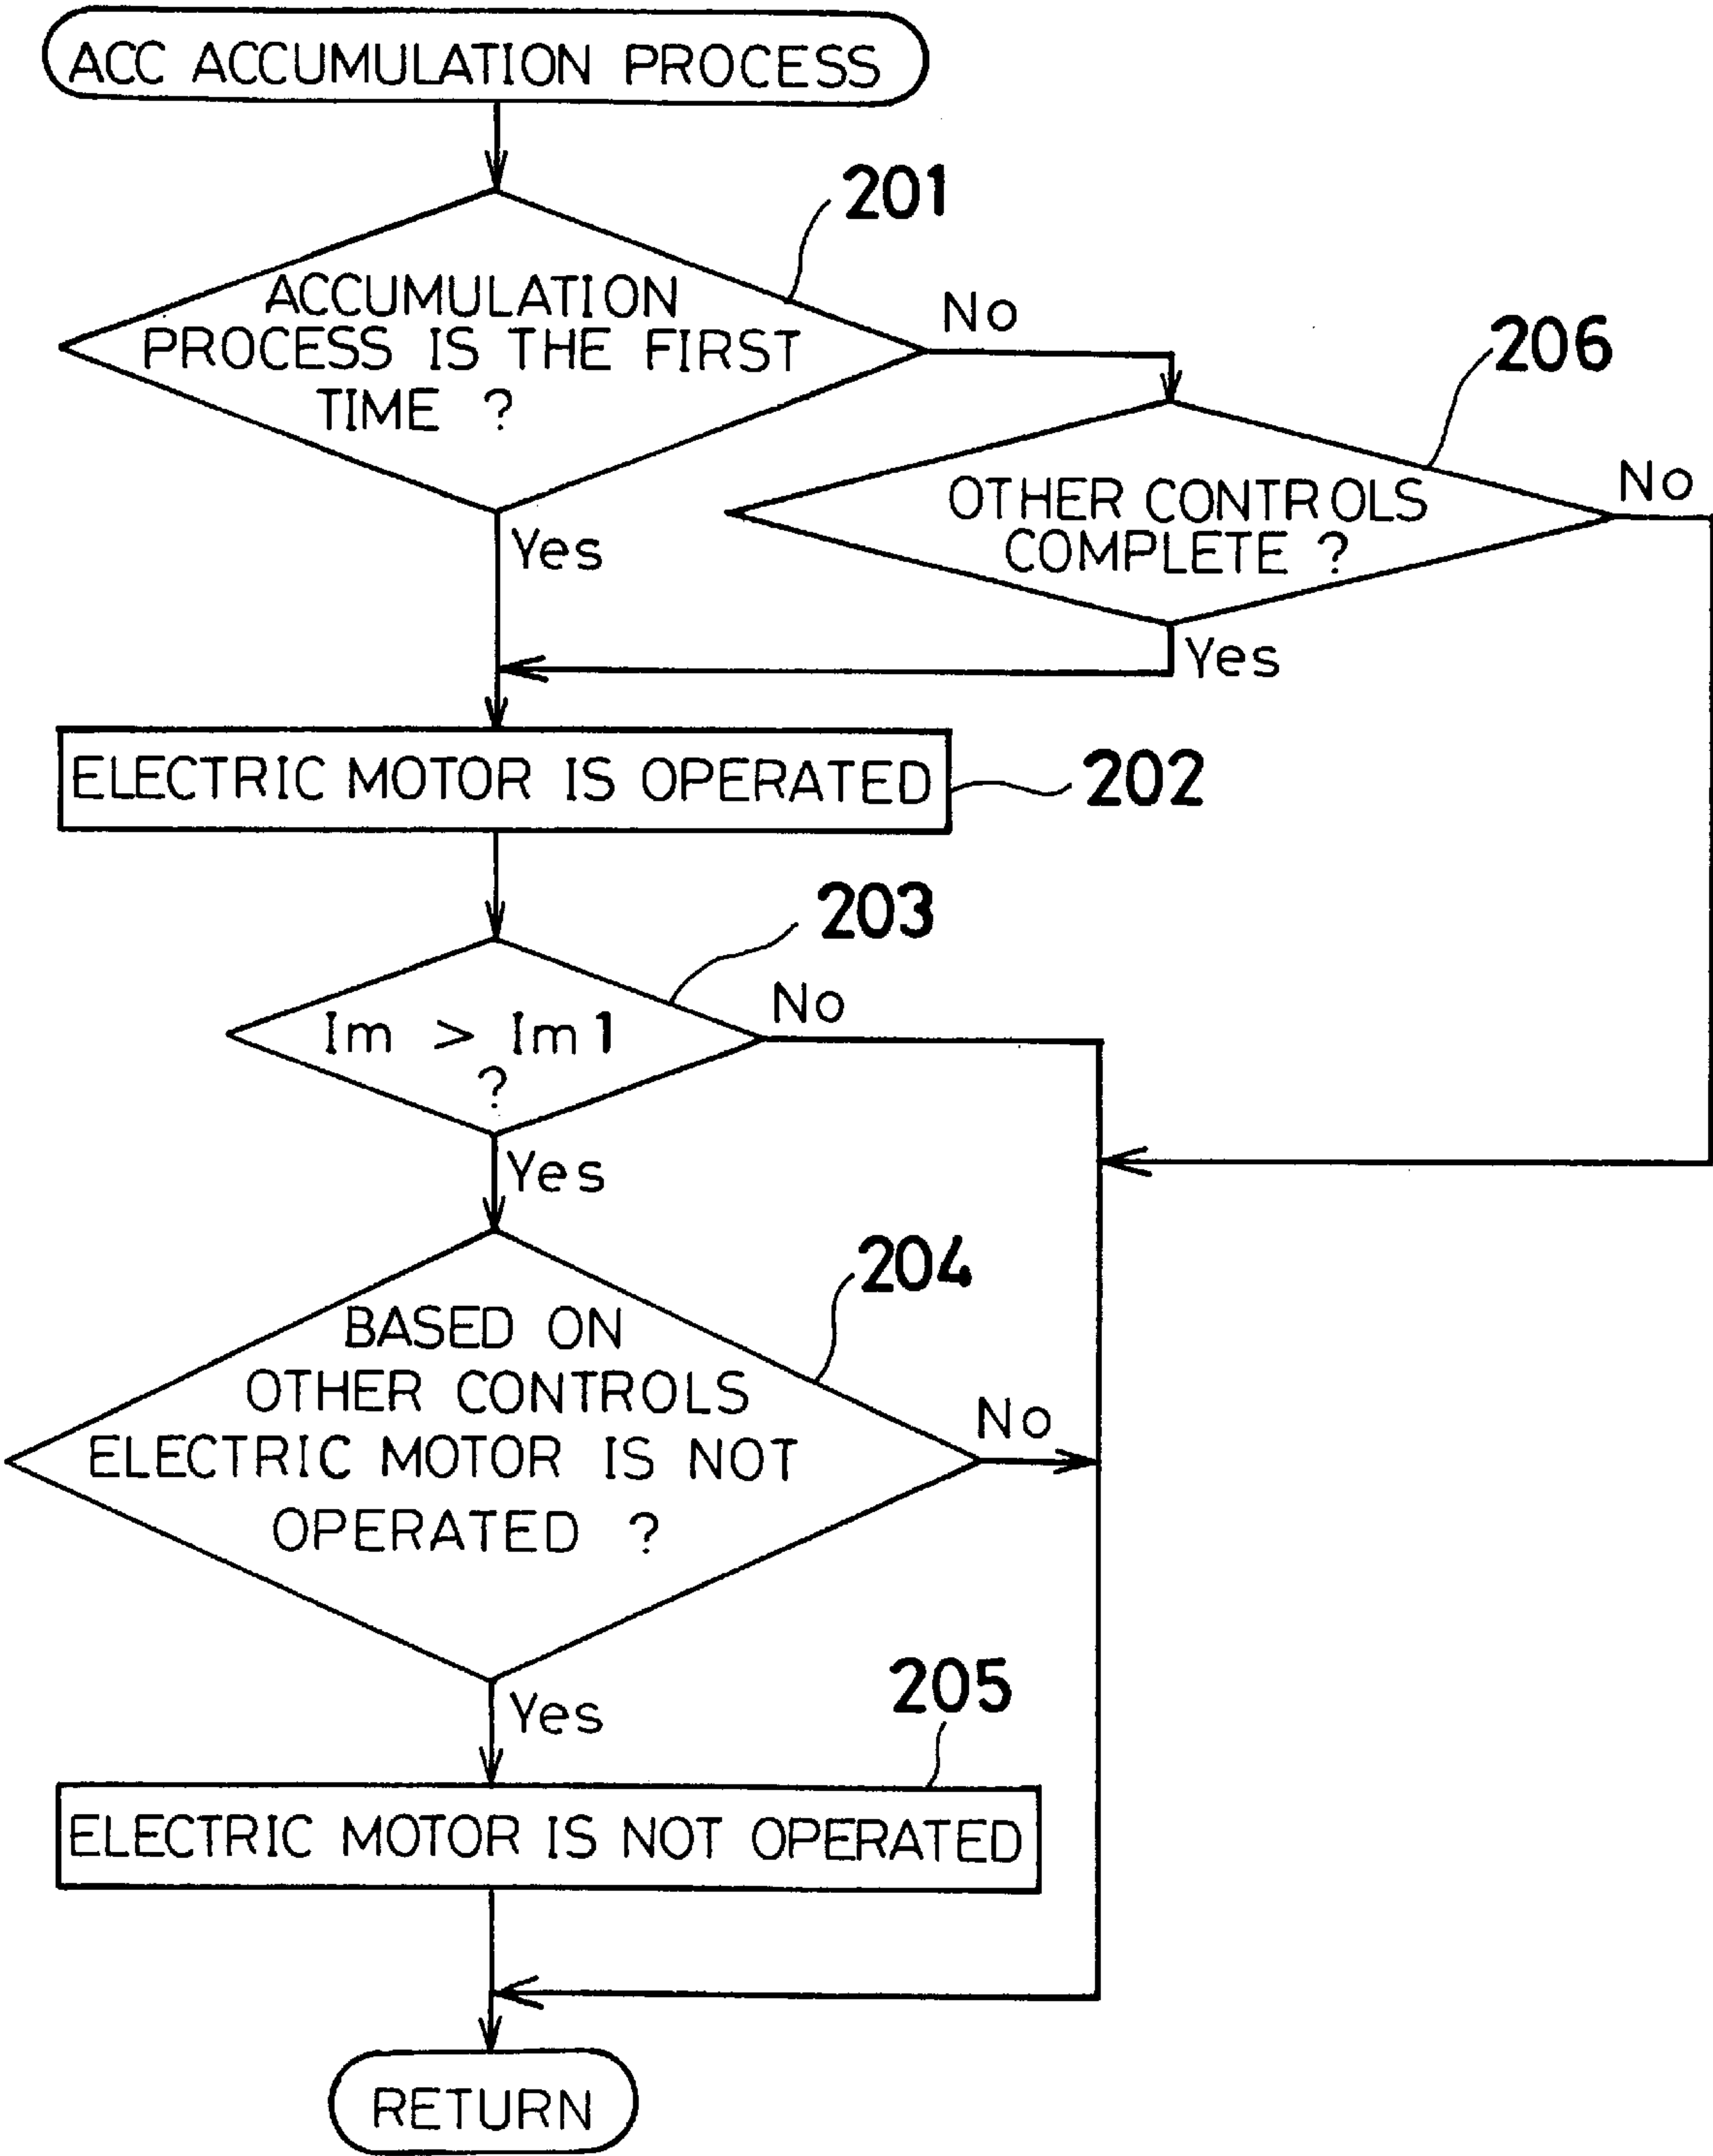 ACC ACCUMULATION PROCESS
201
ACCUMULATION
PROCESS IS THE FIRST
TIME ?
No
Yes
206
OTHER CONTROLS
COMPLETE ?
No
Yes
ELECTRIC MOTOR IS OPERATED
202
203
Im > Im1
?
No
Yes
204
BASED ON
OTHER CONTROLS
ELECTRIC MOTOR IS NOT
OPERATED ?
No
Yes
205
ELECTRIC MOTOR IS NOT OPERATED
RETURN